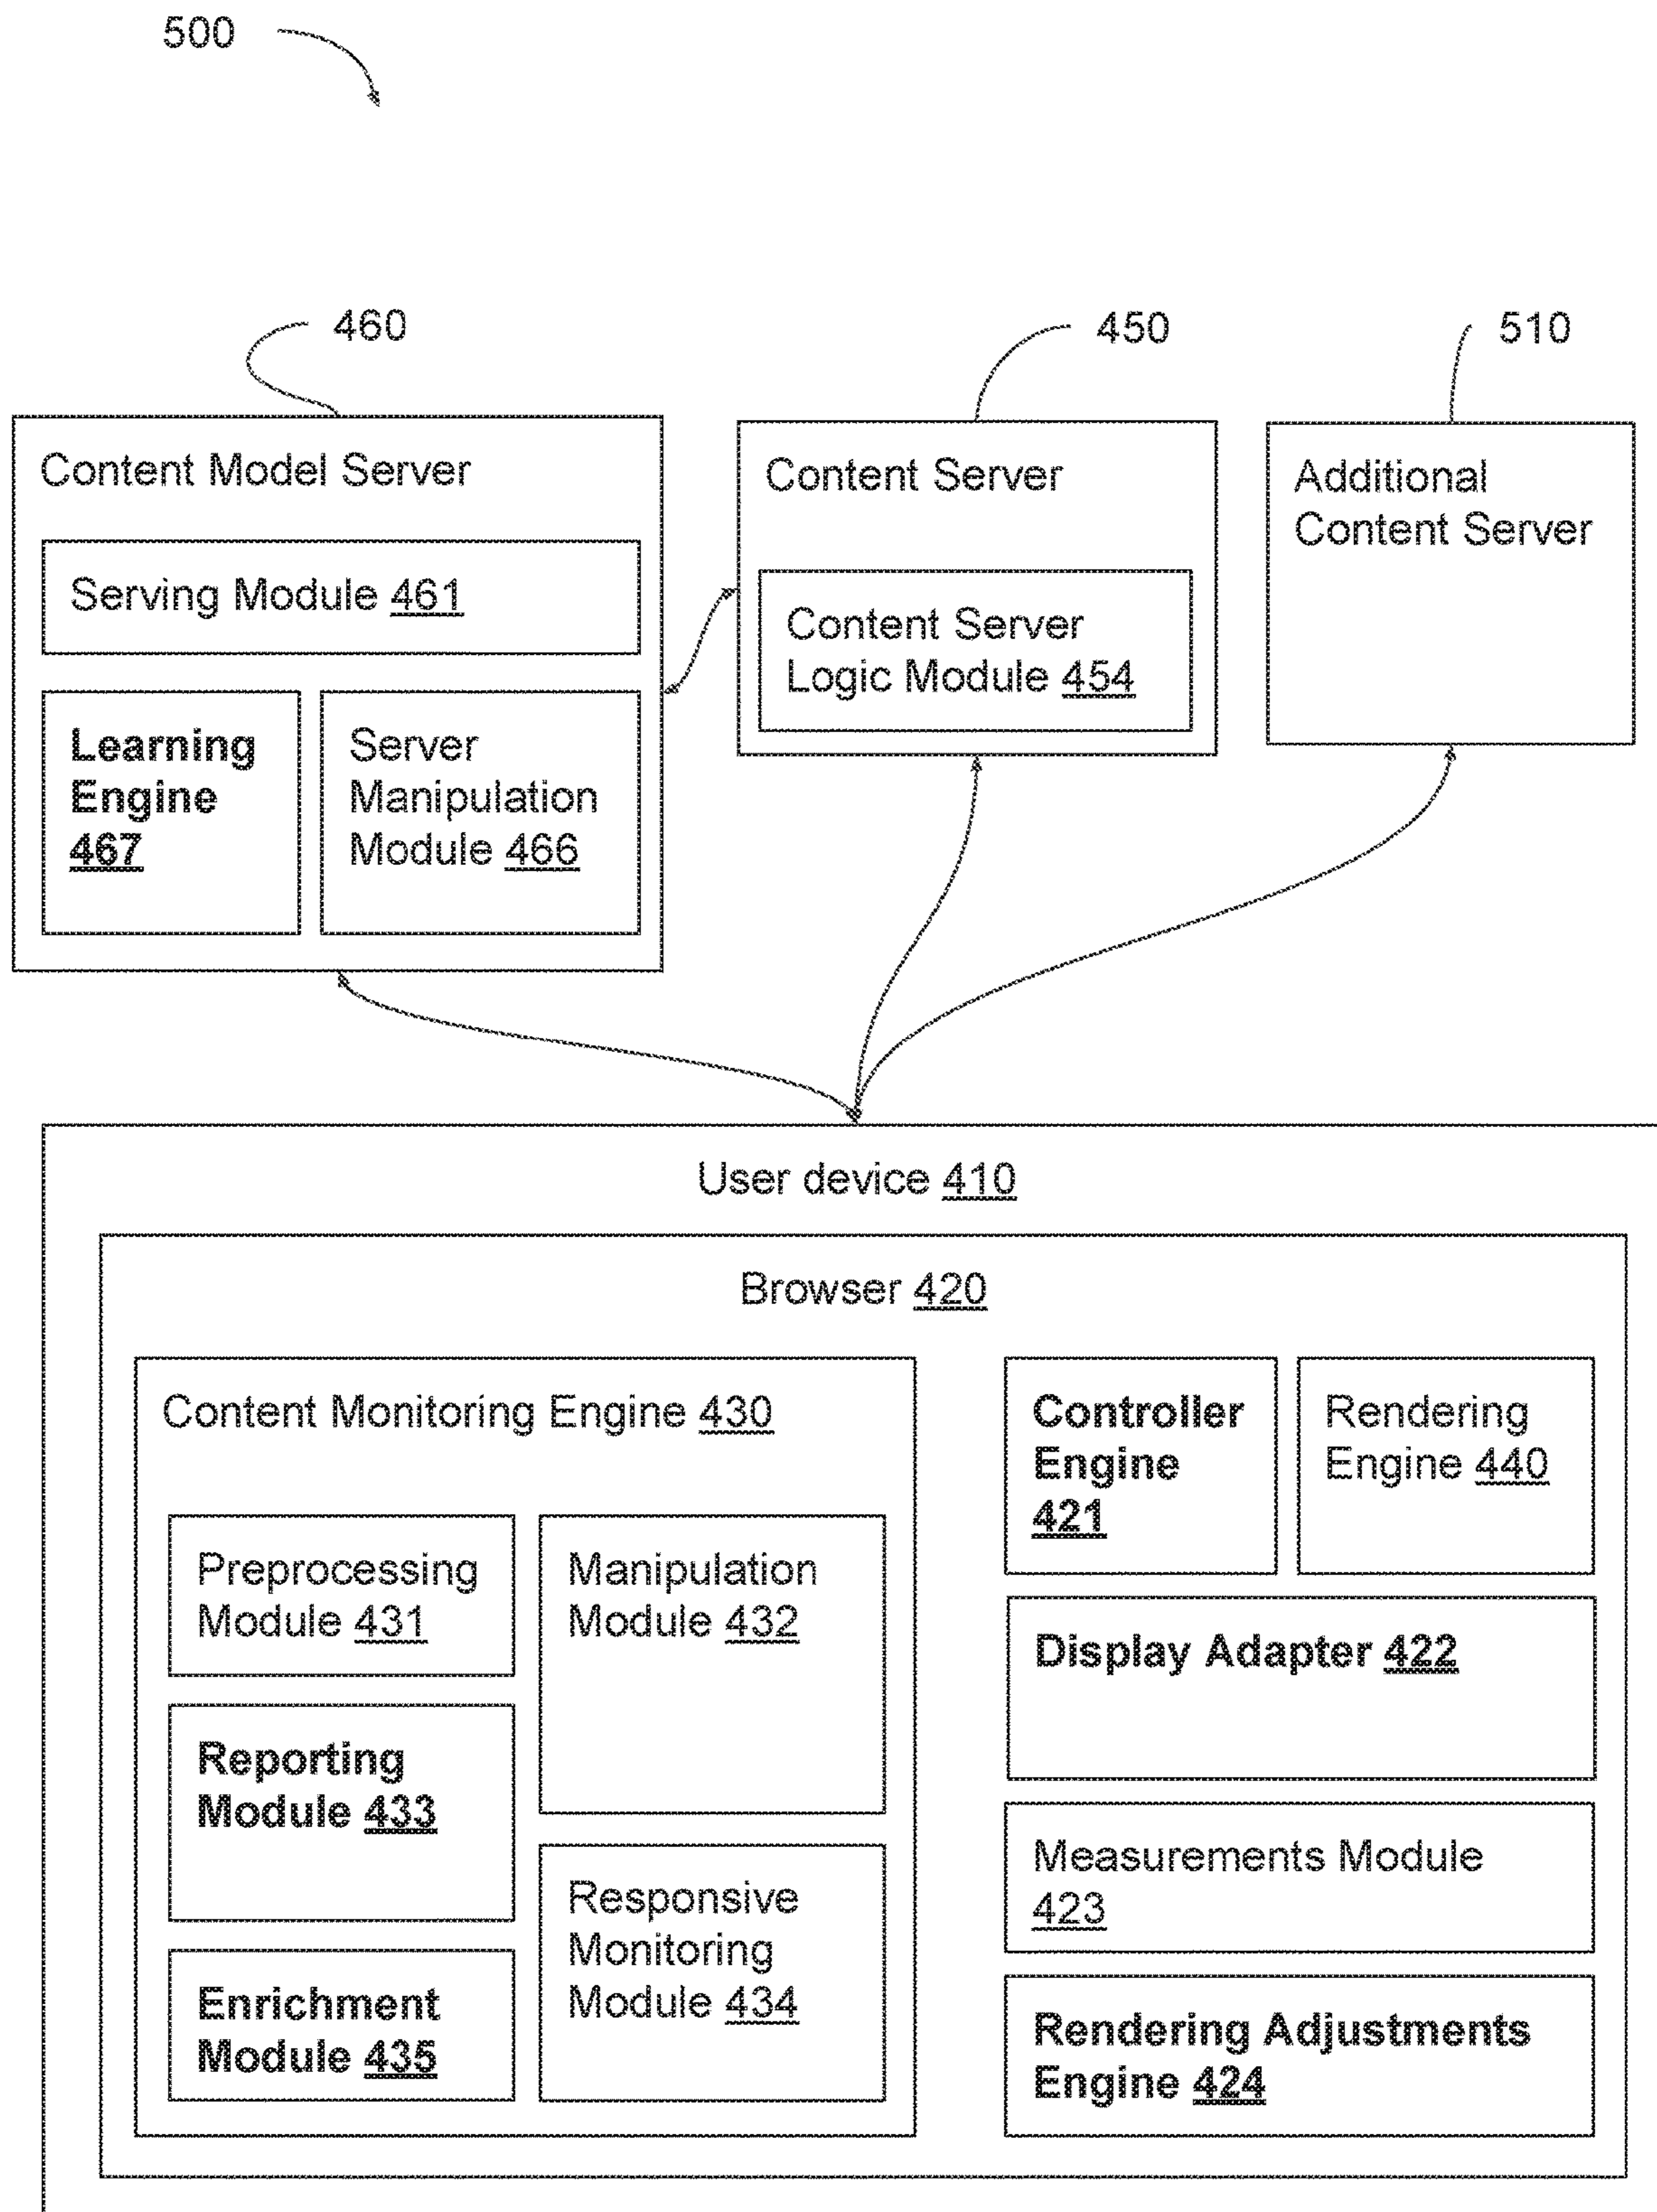 500
460
450
510
Content Model Server
Serving Module 461
Learning
Engine
467
Server
Manipulation
Module 466
Content Server
Content Server
Logic Module 454
Additional
Content Server
User device 410
Browser 420
Content Monitoring Engine 430
Preprocessing
Module 431
Manipulation
Module 432
Reporting
Module 433
Responsive
Monitoring
Module 434
Enrichment
Module 435
Controller
Engine
421
Rendering
Engine 440
Display Adapter 422
Measurements Module
423
Rendering Adjustments
Engine 424